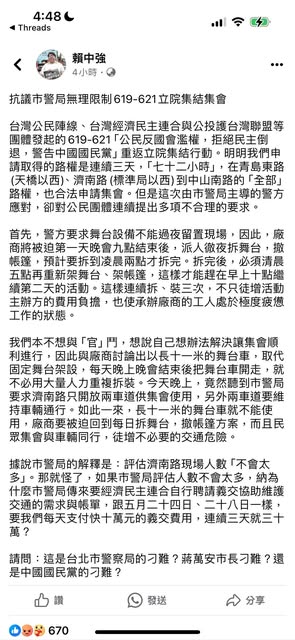 4:48
Threads
賴中強
4小時・
抗議市警局無理限制619-621立院集結集會
台灣公民陣線、台灣經濟民主連合與公投護台灣聯盟等
團體發起的619-621「公民反國會濫權,拒絕民主倒
退,警告中國國民黨」重返立院集結行動。明明我們申
請取得的路權是連續三天,「七十二小時」,在青島東路
(天橋以西)、濟南路(標準局以西)到中山南路的「全部」
路權,也合法申請集會。但是這次由市警局主導的警方
應對,卻對公民團體連續提出多項不合理的要求。
首先,警方要求舞台設備不能過夜留置現場,因此,廠
商將被迫第一天晚會九點結束後,派人徹夜拆舞台,撤
帳篷,預計要拆到凌晨兩點才拆完。拆完後,必須清晨
五點再重新架舞台、架帳篷,這樣才能趕在早上十點繼
續第二天的活動。這樣連續拆、裝三次,不只徒增活動
主辦方的費用負擔,也使承辦廠商的工人處於極度疲憊
工作的狀態。
我們本不想與「官」鬥,想說自己想辦法解決讓集會順
利進行,因此與廠商討論出以長十一米的舞台車,取代
固定舞台架設,每天晚上晚會結束後把舞台車開走,就
不必用大量人力重複拆裝。今天晚上,竟然聽到市警局
要求濟南路只開放兩車道供集會使用,另外兩車道要維
持車輛通行。如此一來,長十一米的舞台車就不能使
用,廠商要被迫回到每日拆舞台,撤帳篷方案,而且民
眾集會與車輛同行,徒增不必要的交通危險。
據說市警局的解釋是:評估濟南路現場人數「不會太
多」。那就怪了,如果市警局評估人數不會太多,納為
什麼市警局傳來要經濟民主連合自行聘請義交協助維護
交通的需求與帳單,跟五月二十四日、二十八日一樣,
要我們每天支付快十萬元的義交費用,連續三天就三十
萬?
請問:這是台北市警察局的刁難?蔣萬安市長刁難?還
是中國國民黨的刁難?
讚
發送
分享
670